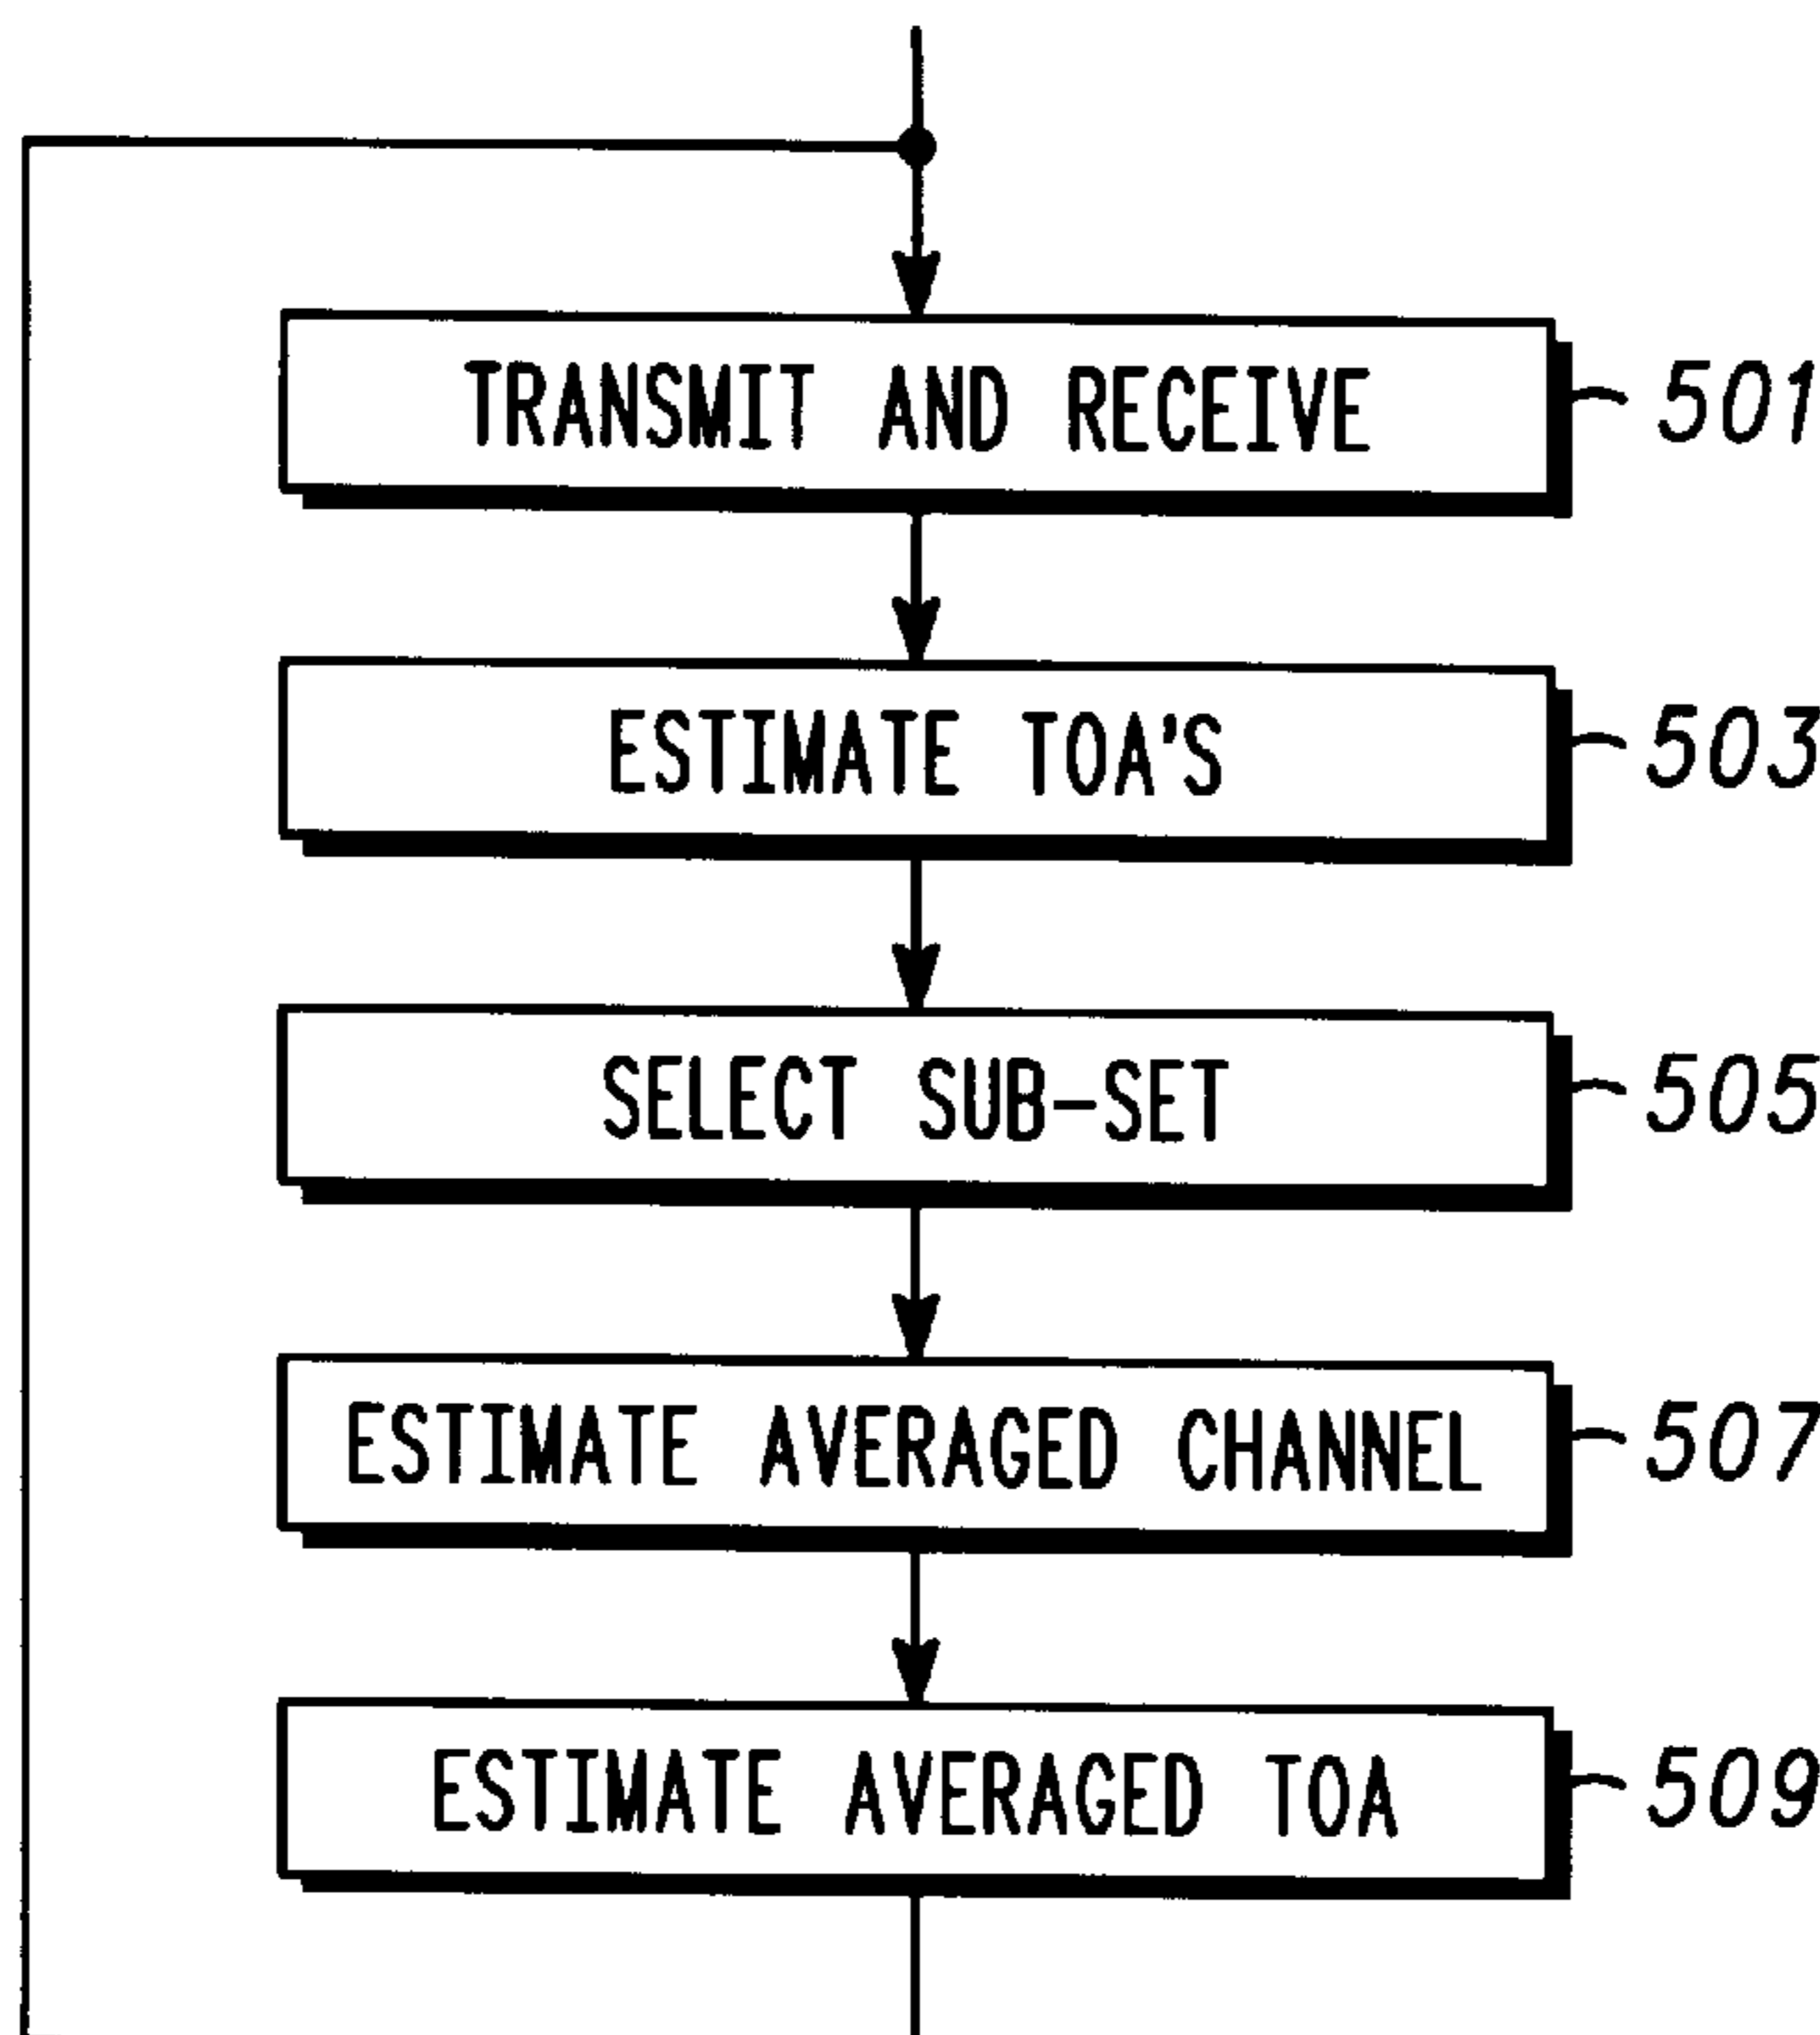 TRANSMIT AND RECEIVE 501
ESTIMATE TOA'S 503
SELECT SUB-SET 505
ESTIMATE AVERAGED CHANNEL 507
ESTIMATE AVERAGED TOA 509